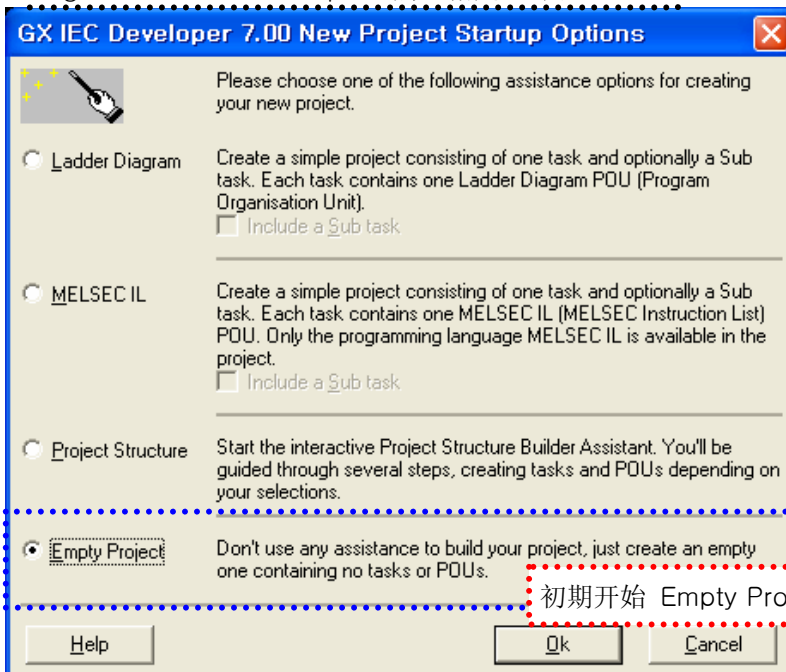 GX IEC Developer 7.00 New Project Startup Options
Please choose one of the following assistance options for creating
your new project.
Ladder Diagram
Create a simple project consisting of one task and optionally a Sub
task. Each task contains one Ladder Diagram POU (Program
Organisation Unit).
Include a Sub task
MELSEC IL
Create a simple project consisting of one task and optionally a Sub
task. Each task contains one MELSEC IL (MELSEC Instruction List)
POU. Only the programming language MELSEC IL is available in the
project.
Include a Sub task
Project Structure
Start the interactive Project Structure Builder Assistant. You'll be
guided through several steps, creating tasks and POUs depending on
your selections.
Empty Project
Don't use any assistance to build your project, just create an empty
one containing no tasks or POUs.
初期开始 Empty Pro
Help
Ok
Cancel